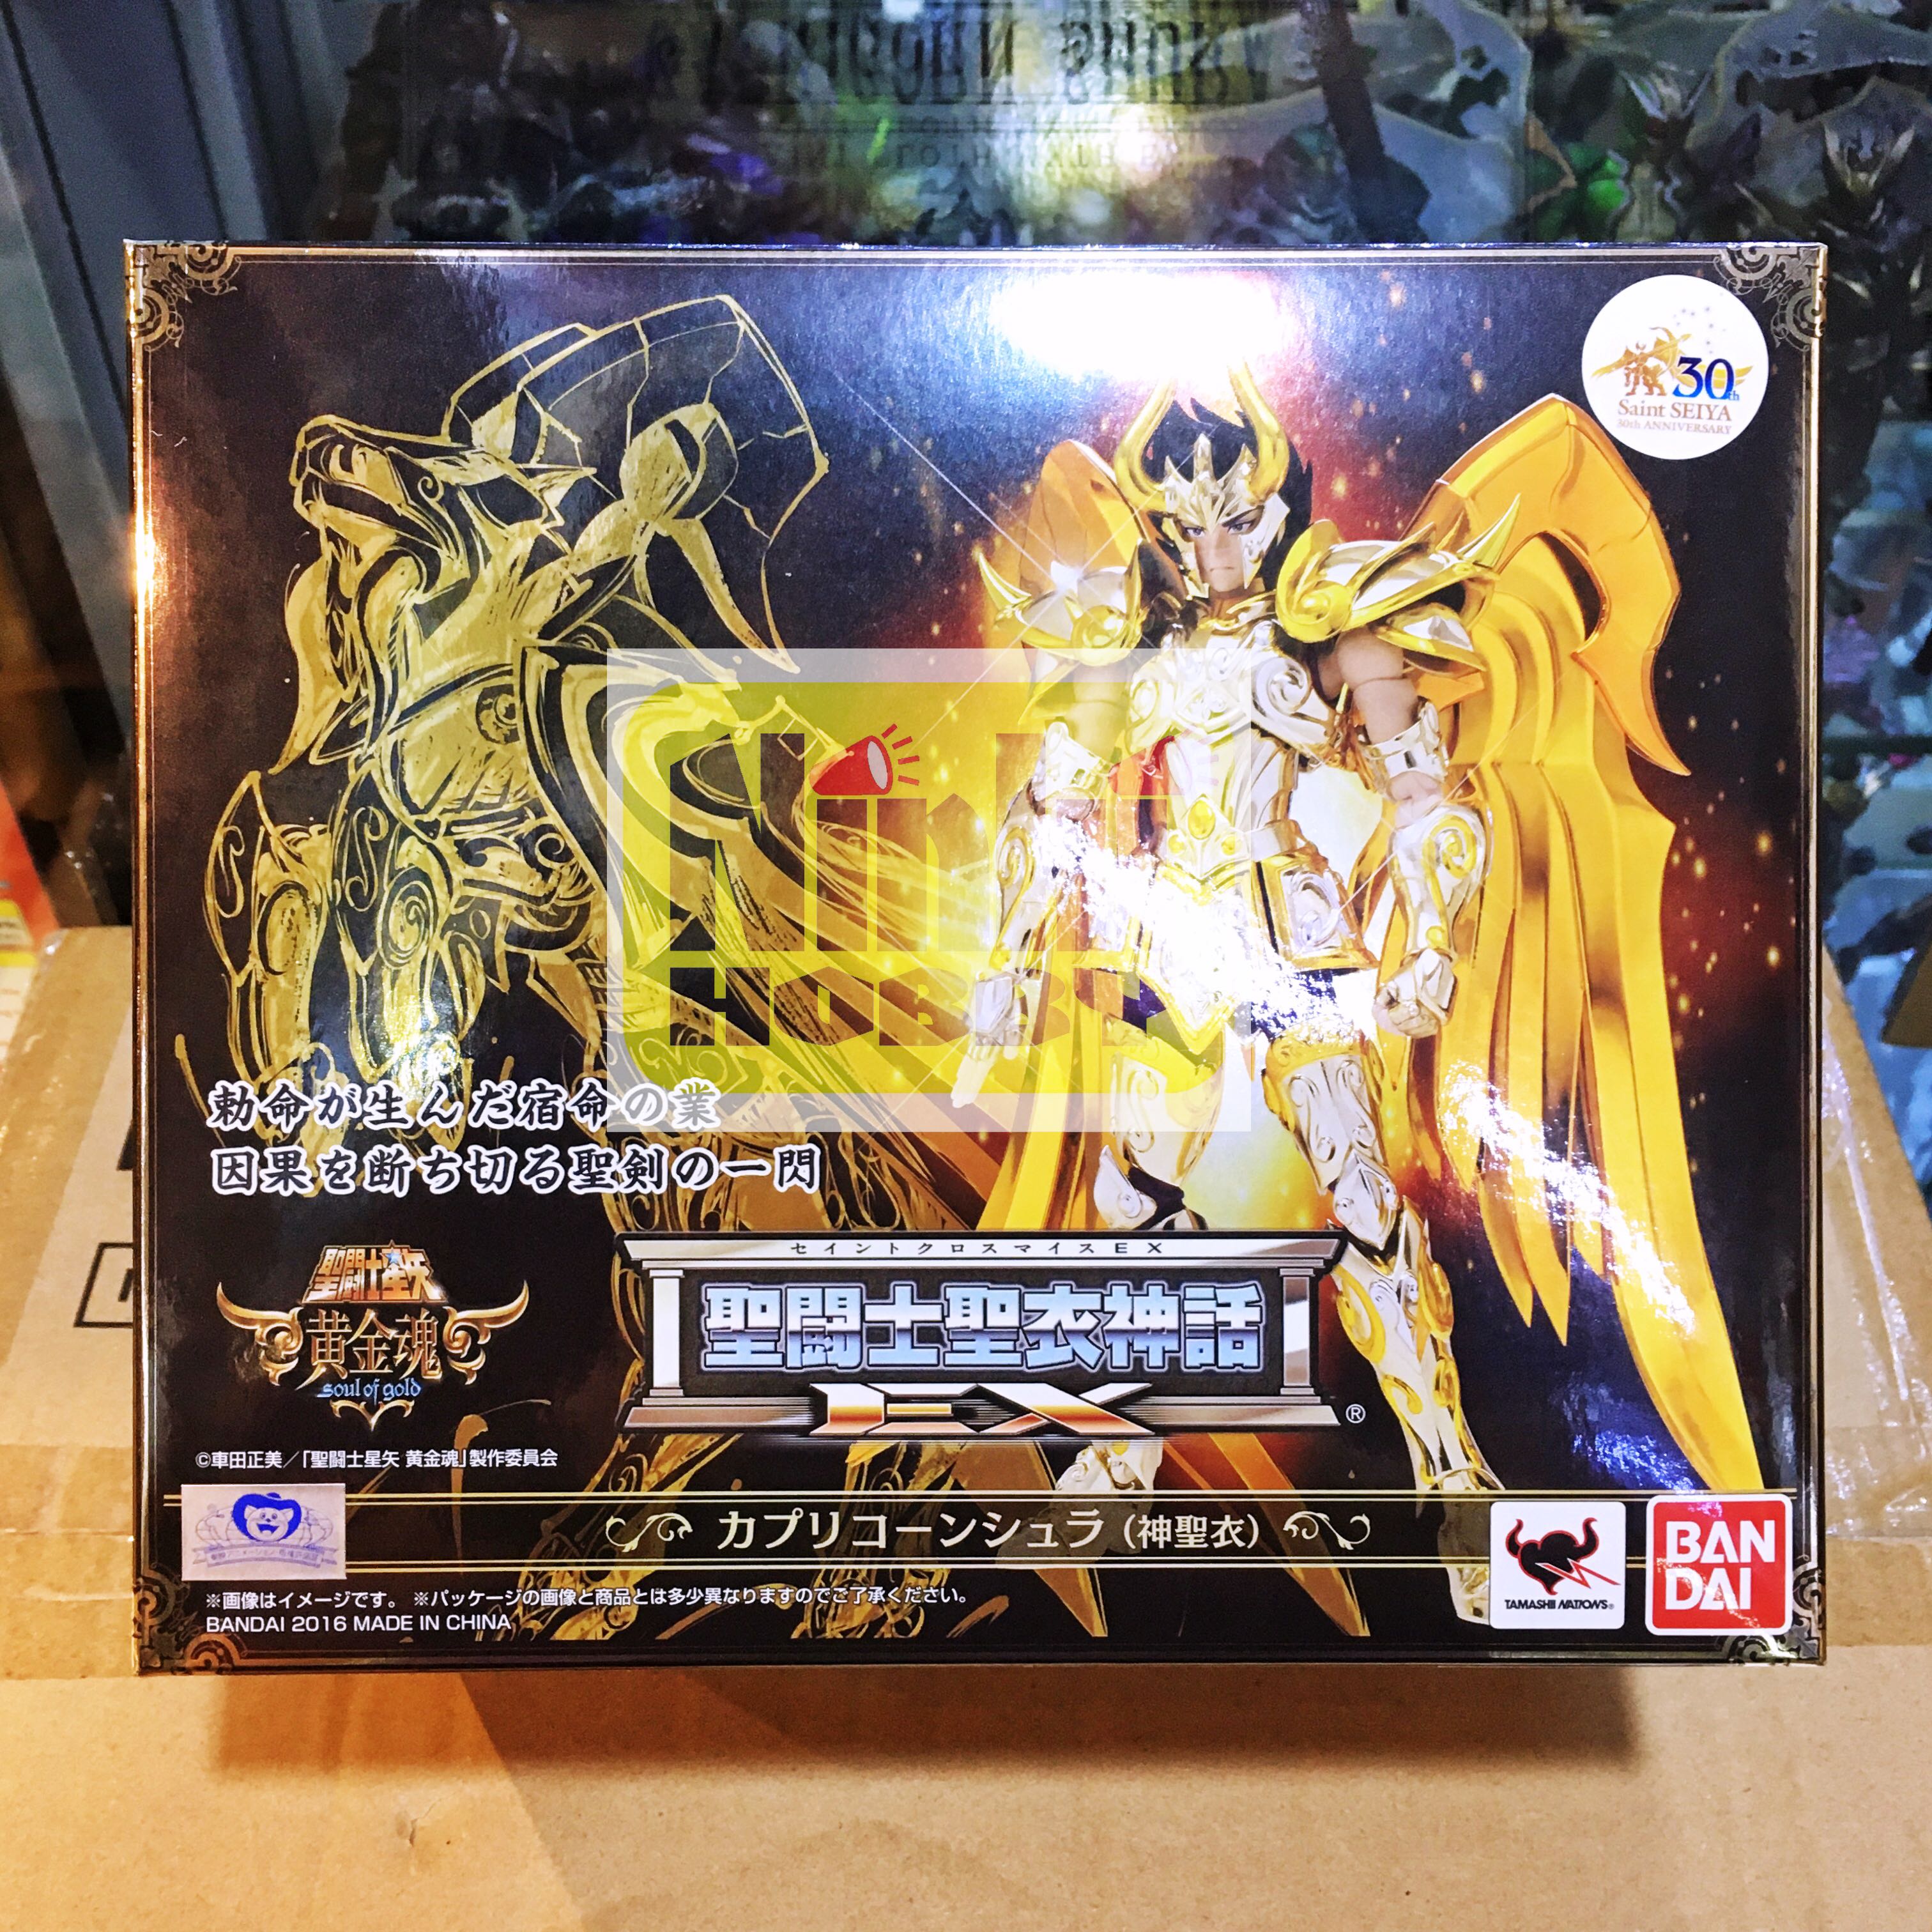 30th
Saint SEIYA
30th ANNIVERSARY
Ninki
HOBBY
勅命が生んだ宿命の業
因果を断ち切る聖剣の一閃
セイントクロスマイスEX
聖闘士聖衣神話
EX
®
聖闘士星矢
黄金魂
soul of gold
©車田正美／「聖闘士星矢 黄金魂」製作委員会
カプリコーンシュラ（神聖衣）
※画像はイメージです。 ※パッケージの画像と商品とは多少異なりますのでご了承ください。
BANDAI 2016 MADE IN CHINA
TAMASHII NATIONS®
BAN
DAI